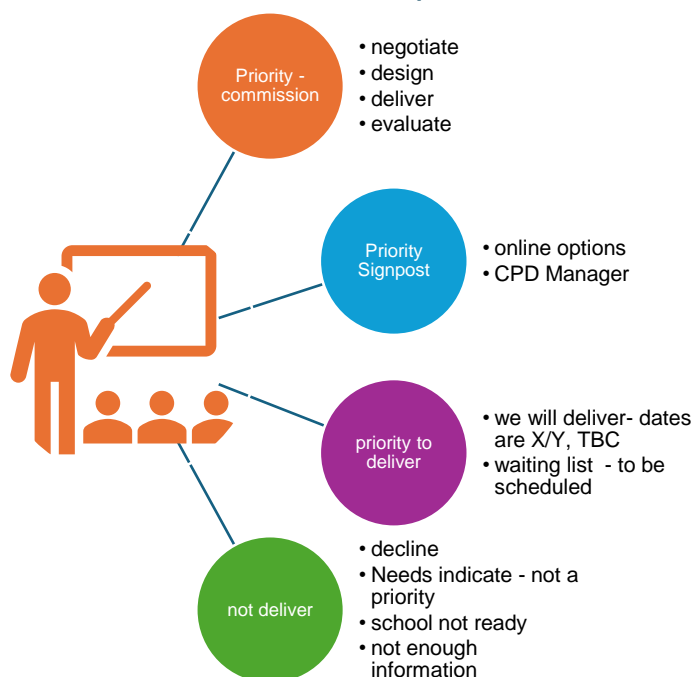 Priority -
commission
• negotiate
• design
• deliver
• evaluate
Priority
Signpost
• online options
• CPD Manager
priority to
deliver
• we will deliver- dates
are X/Y, TBC
• waiting list - to be
scheduled
not deliver
• decline
• Needs indicate - not a
priority
• school not ready
• not enough
information